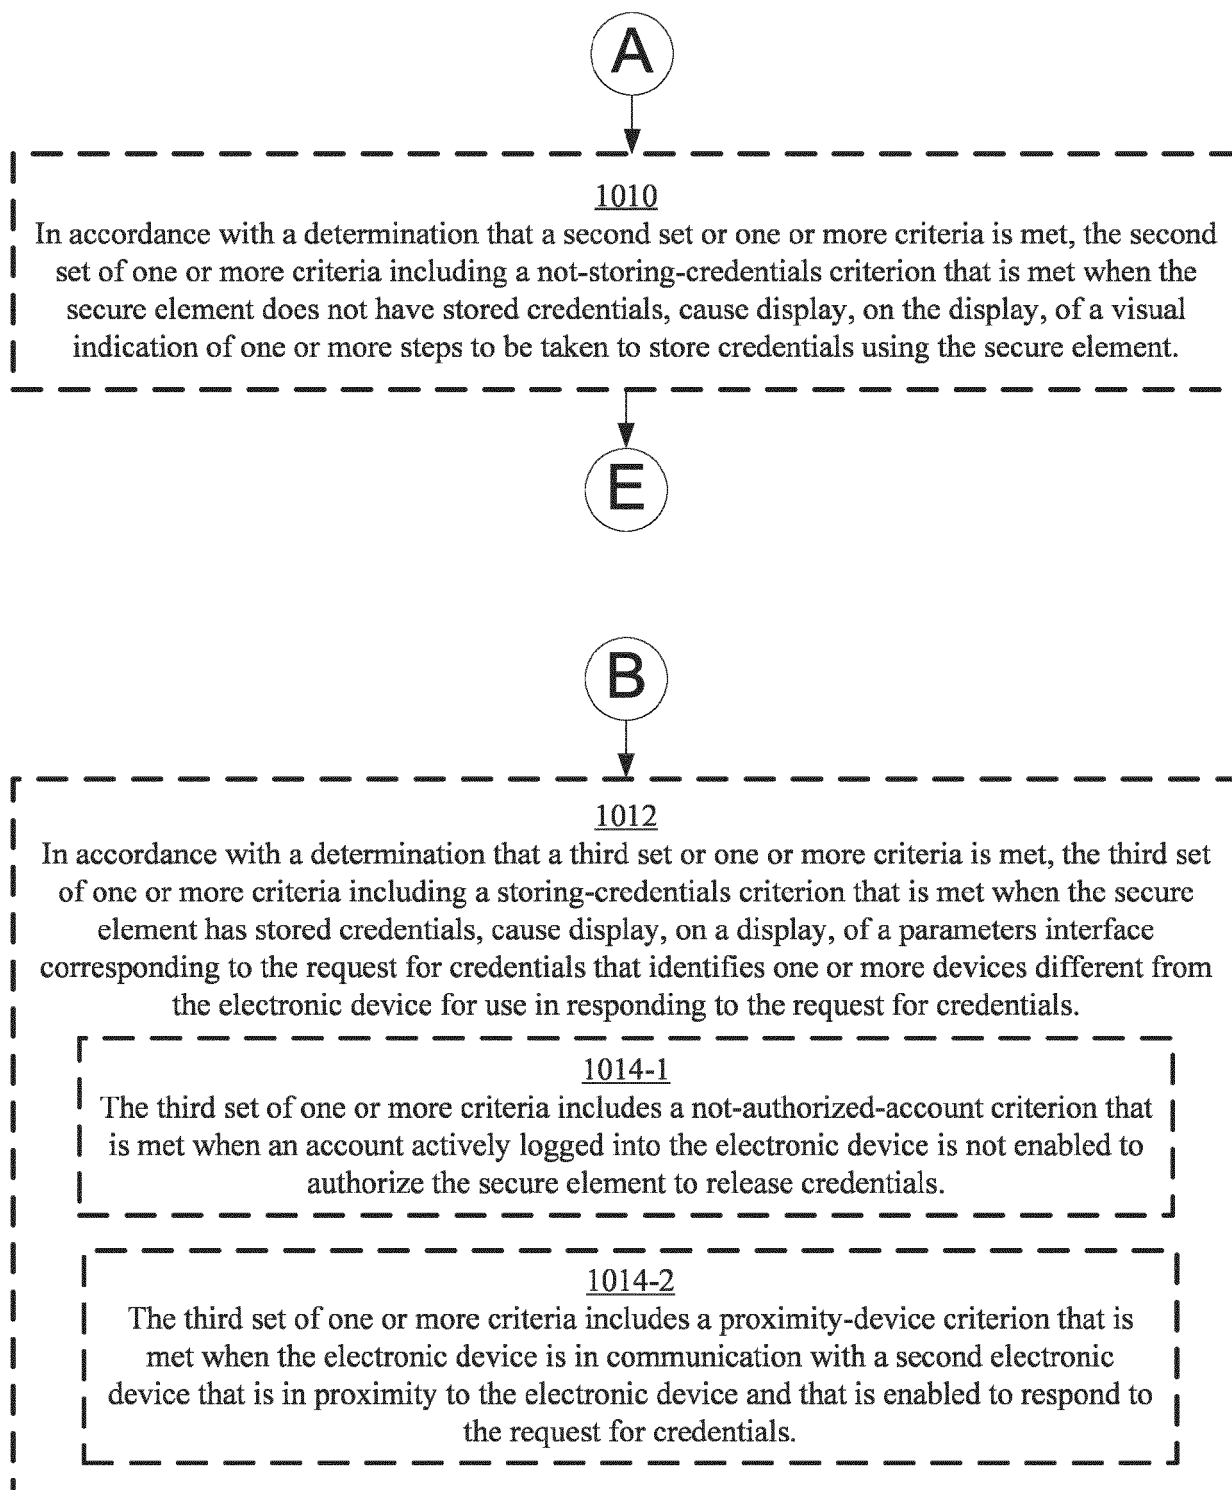 A
1010
In accordance with a determination that a second set or one or more criteria is met, the second
set of one or more criteria including a not-storing-credentials criterion that is met when the
secure element does not have stored credentials, cause display, on the display, of a visual
indication of one or more steps to be taken to store credentials using the secure element.
E
B
1012
In accordance with a determination that a third set or one or more criteria is met, the third set
of one or more criteria including a storing-credentials criterion that is met when the secure
element has stored credentials, cause display, on a display, of a parameters interface
corresponding to the request for credentials that identifies one or more devices different from
the electronic device for use in responding to the request for credentials.
1014-1
The third set of one or more criteria includes a not-authorized-account criterion that
is met when an account actively logged into the electronic device is not enabled to
authorize the secure element to release credentials.
1014-2
The third set of one or more criteria includes a proximity-device criterion that is
met when the electronic device is in communication with a second electronic
device that is in proximity to the electronic device and that is enabled to respond to
the request for credentials.